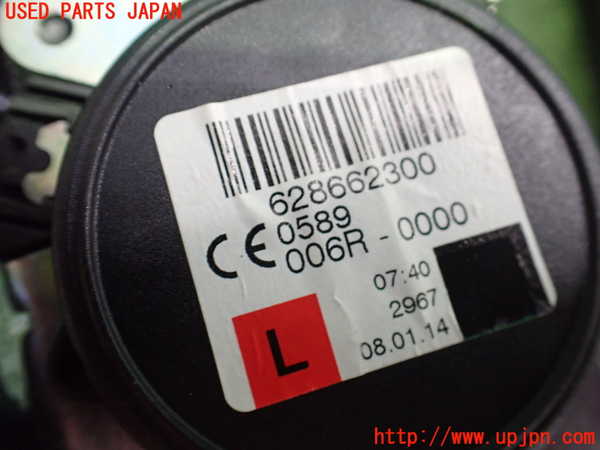 USED PARTS JAPAN
628662300
CE 0589
006R - 0000
07:40
2967
L
08.01.14
http://www.upjpn.com/